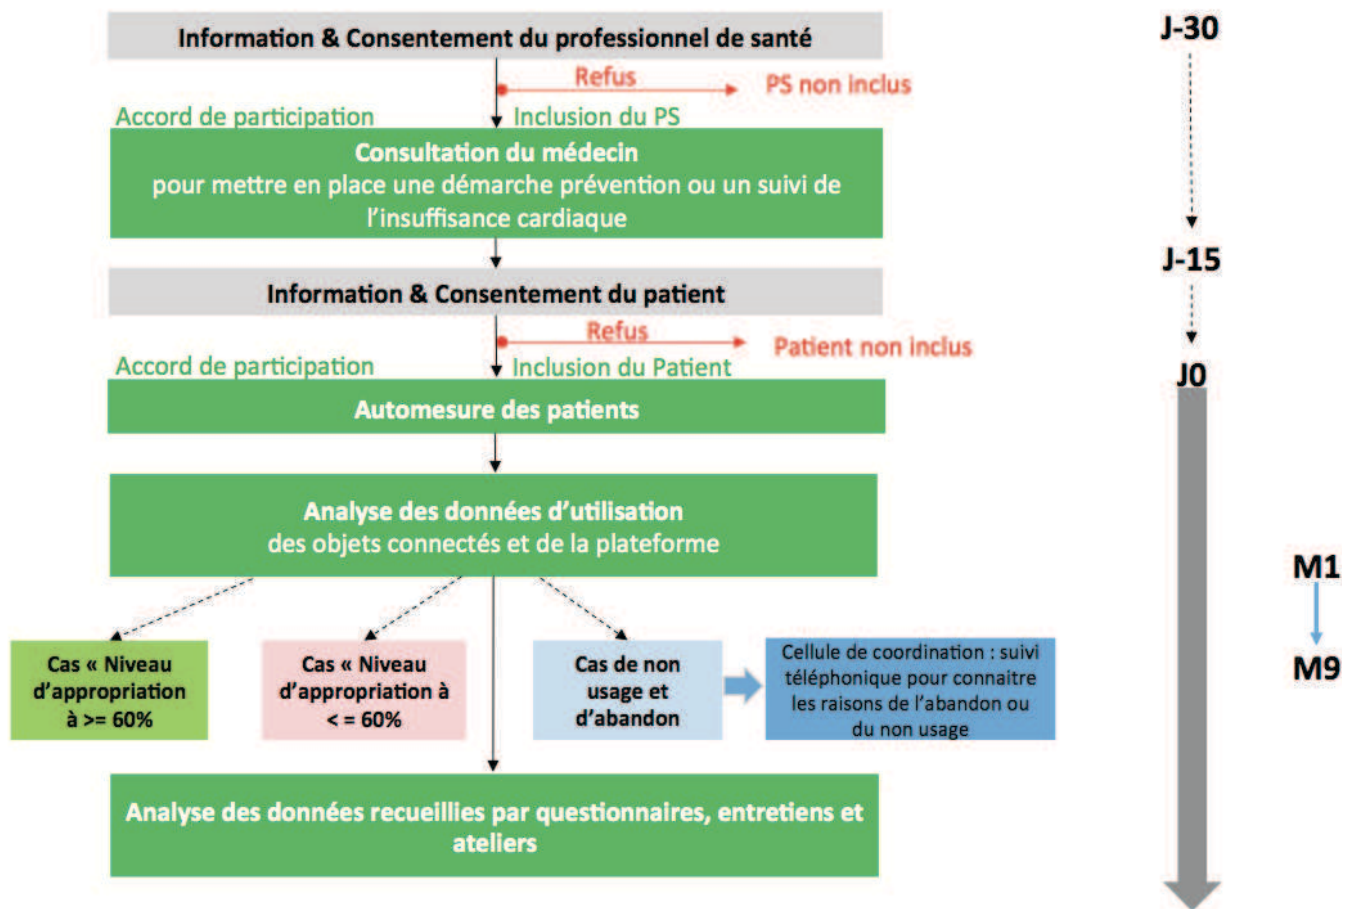 Information & Consentement du professionnel de santé
J-30
Refus
PS non inclus
Accord de participation
Inclusion du PS
Consultation du médecin
pour mettre en place une démarche prévention ou un suivi de
l'insuffisance cardiaque
J-15
Information & Consentement du patient
Refus
Patient non inclus
Accord de participation
Inclusion du Patient
J0
Automesure des patients
Analyse des données d'utilisation
des objets connectés et de la plateforme
M1
M9
Cas « Niveau
d'appropriation
à >= 60%
Cas « Niveau
d'appropriation à
< = 60%
Cas de non
usage et
d'abandon
Cellule de coordination : suivi
téléphonique pour connaitre
les raisons de l'abandon ou
du non usage
Analyse des données recueillies par questionnaires, entretiens et
ateliers